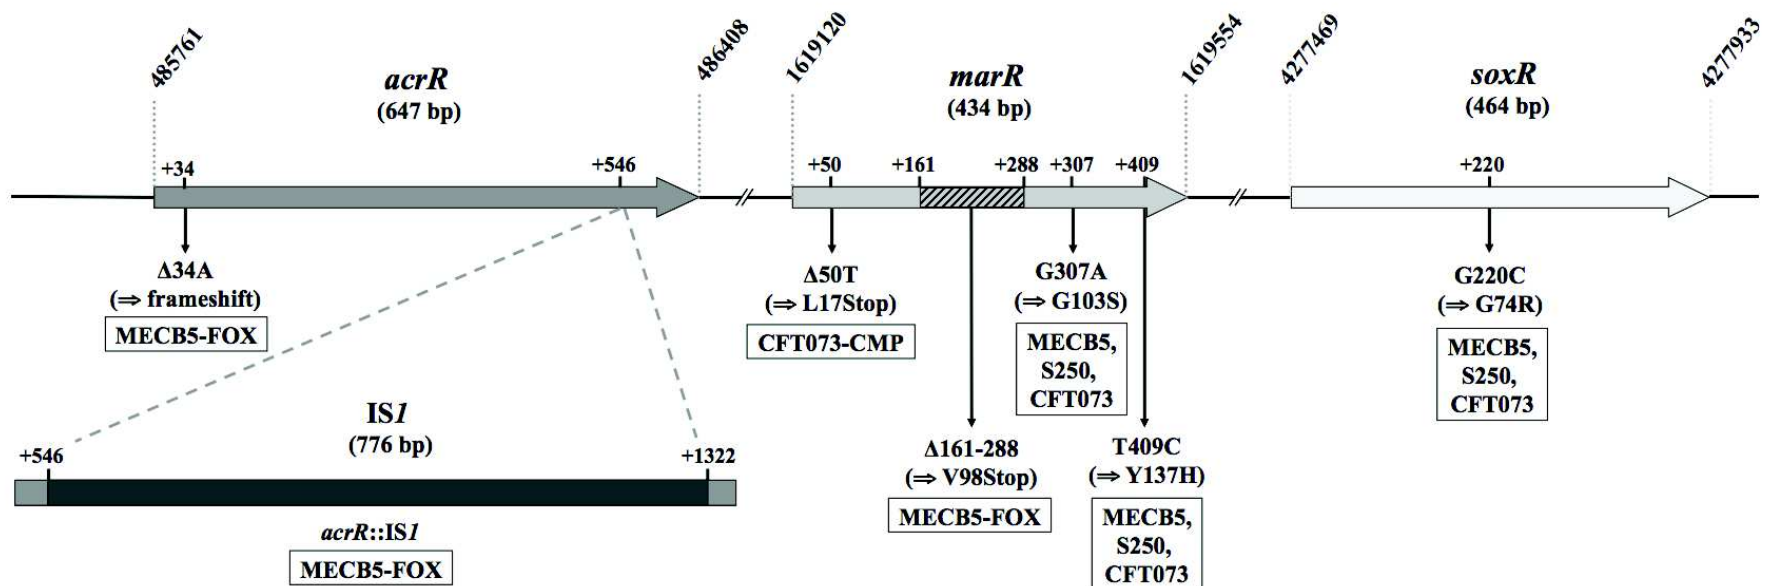 485761
486408
1619120
1619554
4277469
4277933
acrR
(647 bp)
marR
(434 bp)
soxR
(464 bp)
+34
+546
+50
+161
+288
+307
+409
+220
Δ34A
(⇒ frameshift)
MECB5-FOX
Δ50T
(⇒ L17Stop)
CFT073-CMP
G307A
(⇒ G103S)
MECB5,
S250,
CFT073
G220C
(⇒ G74R)
MECB5,
S250,
CFT073
IS1
(776 bp)
+546
+1322
acrR::IS1
MECB5-FOX
Δ161-288
(⇒ V98Stop)
MECB5-FOX
T409C
(⇒ Y137H)
MECB5,
S250,
CFT073